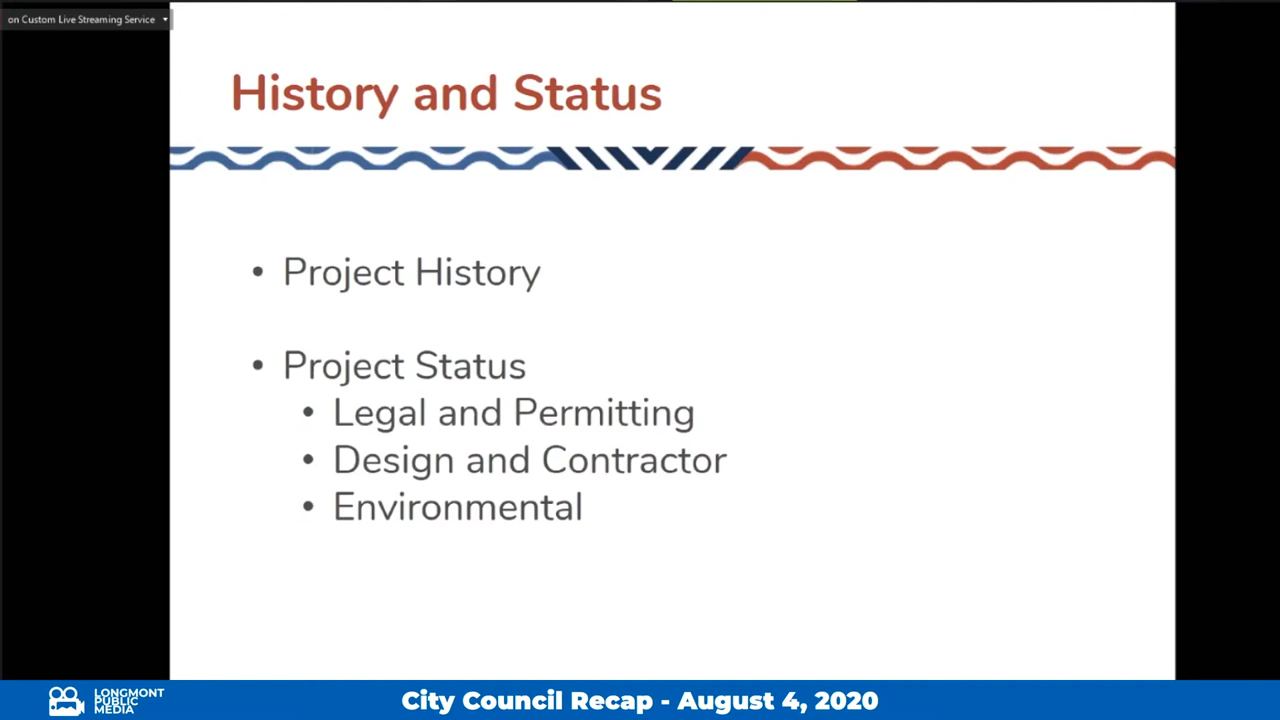 on Custom Live Streaming Service
History and Status
• Project History
• Project Status
• Legal and Permitting
• Design and Contractor
• Environmental
LONGMONT
PUBLIC
MEDIA
City Council Recap - August 4, 2020